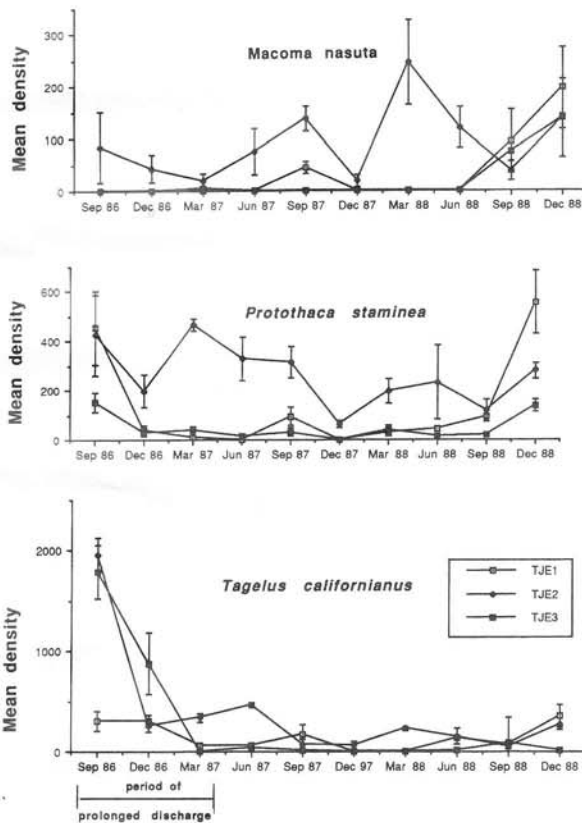 Macoma nasuta
Mean density
300
200
100
0
Sep 86 Dec 86 Mar 87 Jun 87 Sep 87 Dec 87 Mar 88 Jun 88 Sep 88 Dec 88
Protothaca staminea
Mean density
600
400
200
0
Sep 86 Dec 86 Mar 87 Jun 87 Sep 87 Dec 87 Mar 88 Jun 88 Sep 88 Dec 88
Tagelus californianus
Mean density
2000
1000
0
TJE1
TJE2
TJE3
Sep 86 Dec 86 Mar 87 Jun 87 Sep 87 Dec 97 Mar 88 Jun 88 Sep 88 Dec 88
period of
prolonged discharge